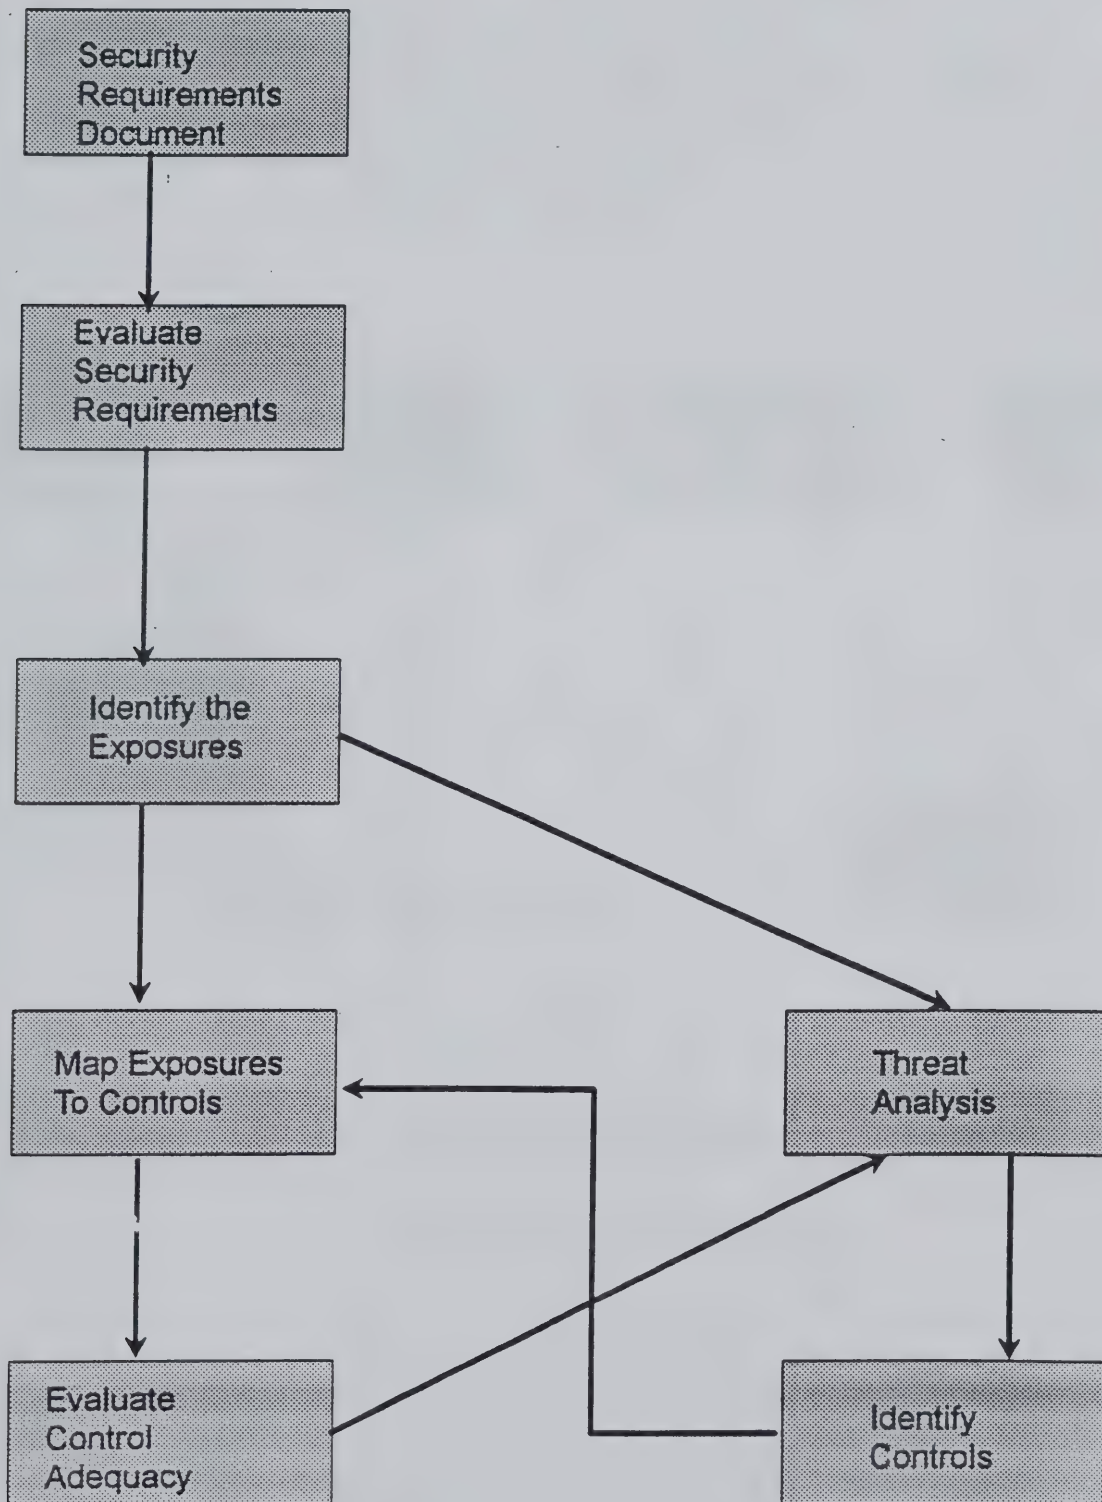 Security
Requirements
Document
Evaluate
Security
Requirements
Identify the
Exposures
Map Exposures
To Controls
Threat
Analysis
Evaluate
Control
Adequacy
Identify
Controls